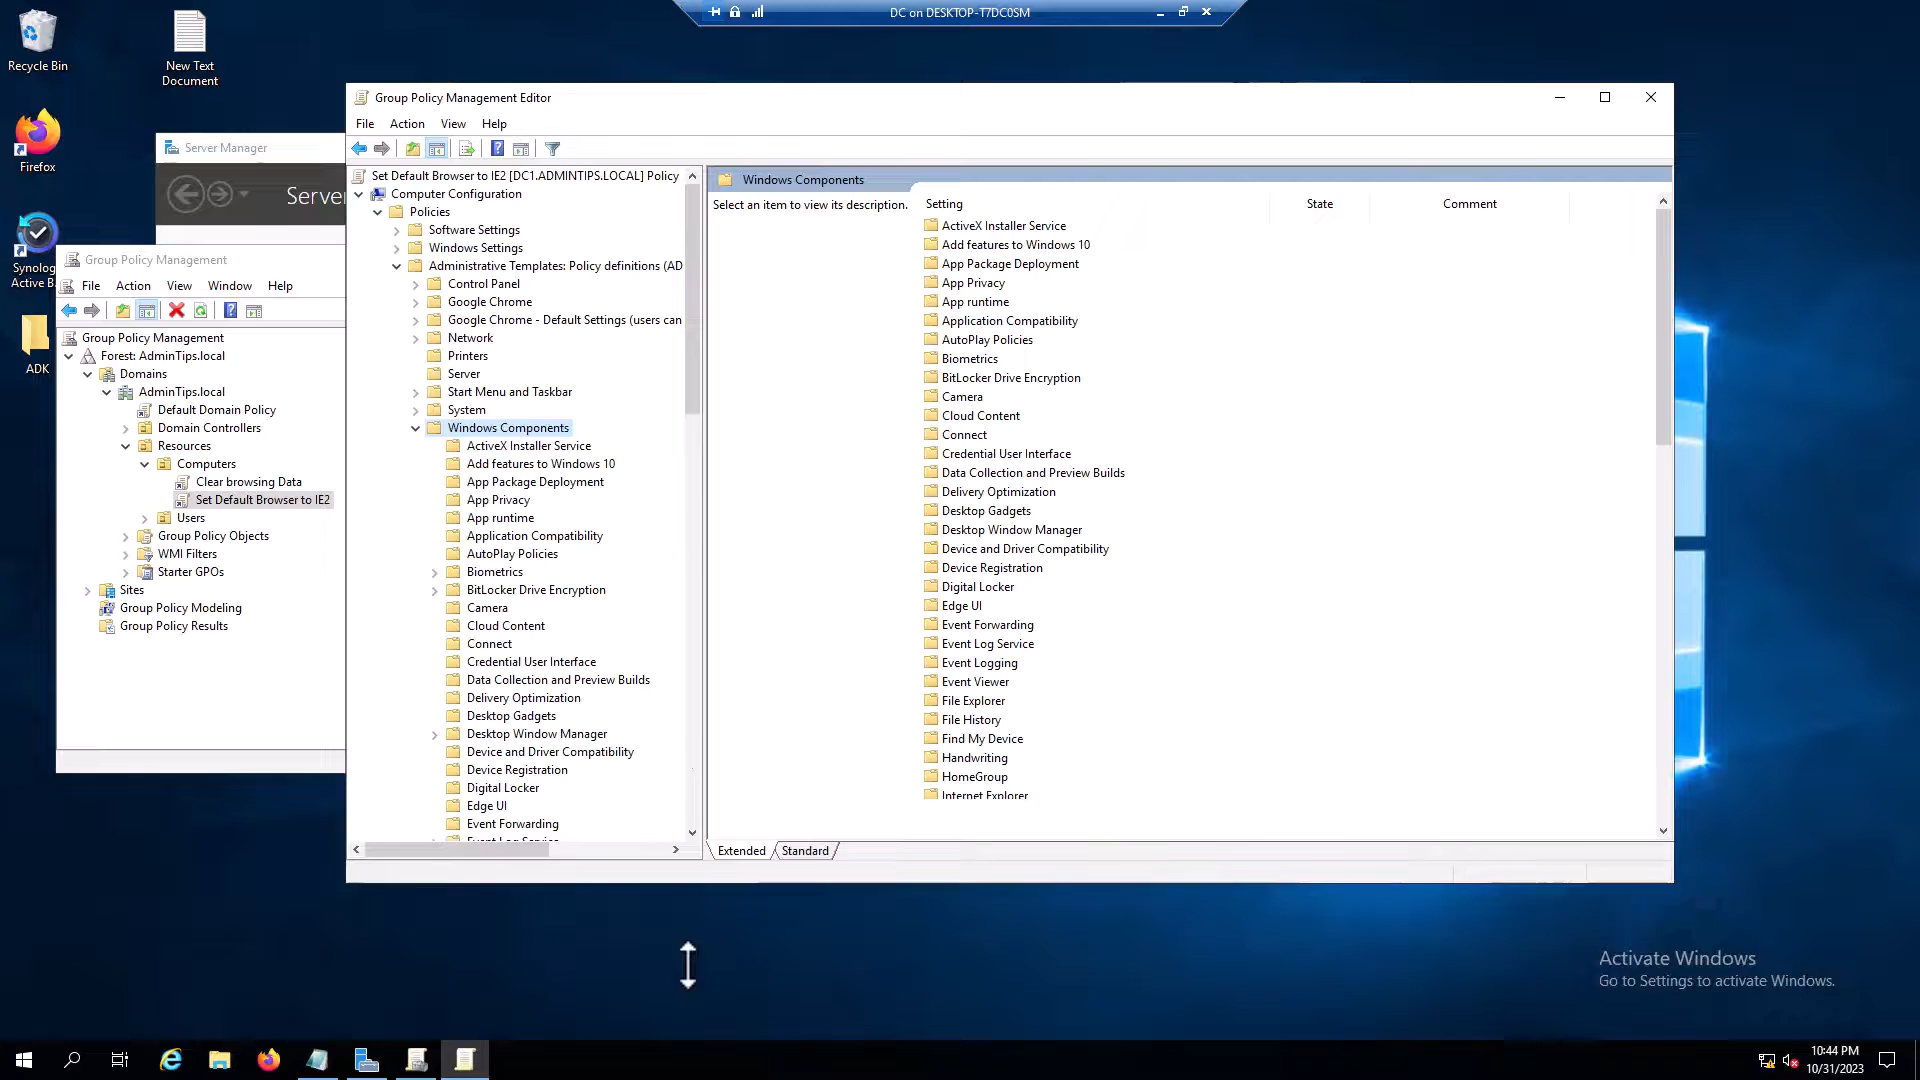 DC on DESKTOP-T7DC0SM
Recycle Bin
New Text
Document
Firefox
Synolog
Active B...
ADK
Server Manager
Server
Group Policy Management
File
Action
View
Window
Help
Group Policy Management
Forest: AdminTips.local
Domains
AdminTips.local
Default Domain Policy
Domain Controllers
Resources
Computers
Clear browsing Data
Set Default Browser to IE2
Users
Group Policy Objects
WMI Filters
Starter GPOs
Sites
Group Policy Modeling
Group Policy Results
Group Policy Management Editor
File
Action
View
Help
Set Default Browser to IE2 [DC1.ADMINTIPS.LOCAL] Policy
Computer Configuration
Policies
Software Settings
Windows Settings
Administrative Templates: Policy definitions (AD
Control Panel
Google Chrome
Google Chrome - Default Settings (users can
Network
Printers
Server
Start Menu and Taskbar
System
Windows Components
ActiveX Installer Service
Add features to Windows 10
App Package Deployment
App Privacy
App runtime
Application Compatibility
AutoPlay Policies
Biometrics
BitLocker Drive Encryption
Camera
Cloud Content
Connect
Credential User Interface
Data Collection and Preview Builds
Delivery Optimization
Desktop Gadgets
Desktop Window Manager
Device and Driver Compatibility
Device Registration
Digital Locker
Edge UI
Event Forwarding
Event Log Service
Windows Components
Select an item to view its description.
Setting
State
Comment
ActiveX Installer Service
Add features to Windows 10
App Package Deployment
App Privacy
App runtime
Application Compatibility
AutoPlay Policies
Biometrics
BitLocker Drive Encryption
Camera
Cloud Content
Connect
Credential User Interface
Data Collection and Preview Builds
Delivery Optimization
Desktop Gadgets
Desktop Window Manager
Device and Driver Compatibility
Device Registration
Digital Locker
Edge UI
Event Forwarding
Event Log Service
Event Logging
Event Viewer
File Explorer
File History
Find My Device
Handwriting
HomeGroup
Internet Explorer
Extended
Standard
Activate Windows
Go to Settings to activate Windows.
10:44 PM
10/31/2023